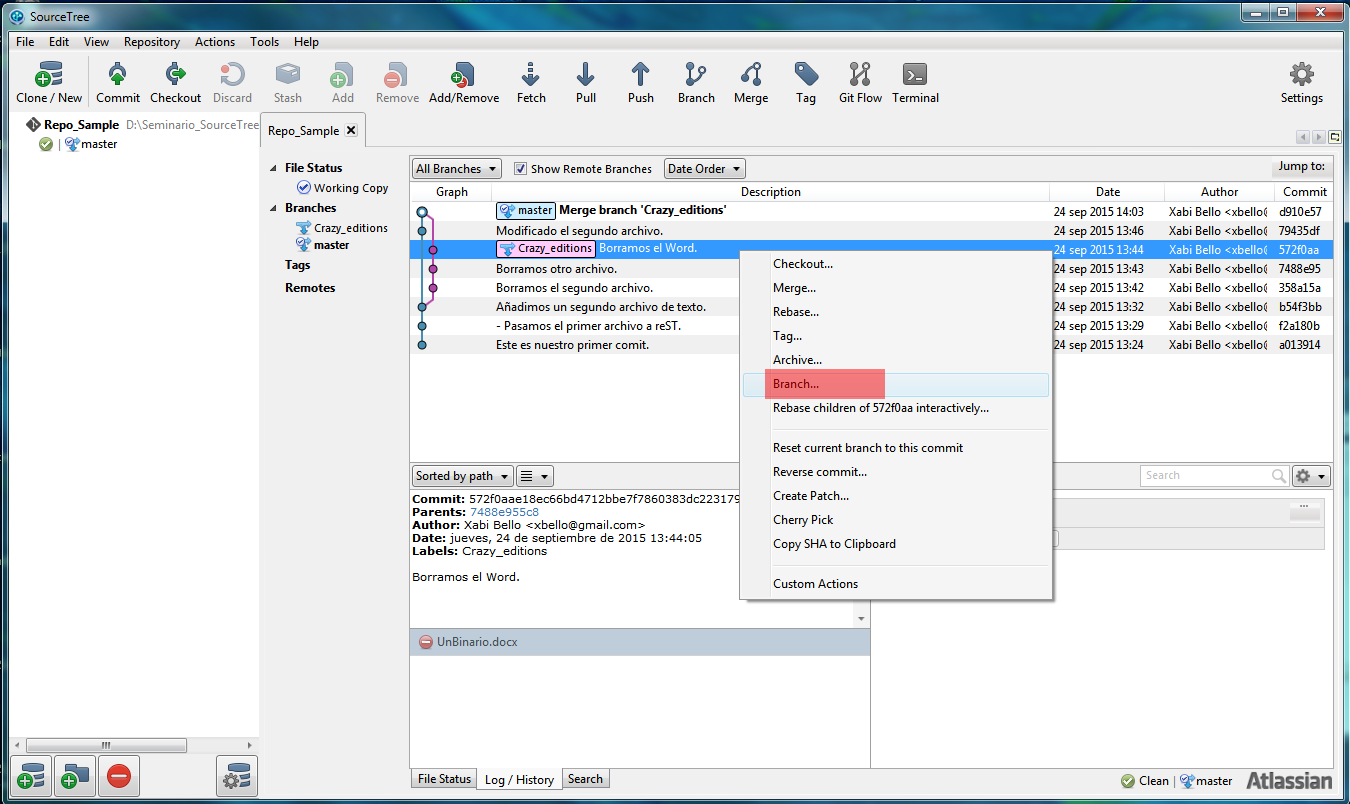 SourceTree
File Edit View Repository Actions Tools Help
Clone / New Commit Checkout Discard Stash Add Remove Add/Remove Fetch Pull Push Branch Merge Tag Git Flow Terminal Settings
Repo_Sample D:\Seminario_SourceTree
master
Repo_Sample
File Status
Working Copy
Branches
Crazy_editions
master
Tags
Remotes
All Branches Show Remote Branches Date Order Jump to:
Graph Description Date Author Commit
master Merge branch 'Crazy_editions' 24 sep 2015 14:03 Xabi Bello <xbello( d910e57
Modificado el segundo archivo. 24 sep 2015 13:46 Xabi Bello <xbello( 79435df
Crazy_editions Borramos el Word. 24 sep 2015 13:44 Xabi Bello <xbello( 572f0aa
Borramos otro archivo. 24 sep 2015 13:43 Xabi Bello <xbello( 7488e95
Borramos el segundo archivo. 24 sep 2015 13:42 Xabi Bello <xbello( 358a15a
Añadimos un segundo archivo de texto. 24 sep 2015 13:32 Xabi Bello <xbello( b54f3bb
- Pasamos el primer archivo a reST. 24 sep 2015 13:29 Xabi Bello <xbello( f2a180b
Este es nuestro primer comit. 24 sep 2015 13:24 Xabi Bello <xbello( a013914
Checkout...
Merge...
Rebase...
Tag...
Archive...
Branch...
Rebase children of 572f0aa interactively...
Reset current branch to this commit
Reverse commit...
Create Patch...
Cherry Pick
Copy SHA to Clipboard
Custom Actions
Sorted by path Search
Commit: 572f0aae18ec66bd4712bbe7f7860383dc223179
Parents: 7488e955c8
Author: Xabi Bello <xbello@gmail.com>
Date: jueves, 24 de septiembre de 2015 13:44:05
Labels: Crazy_editions
Borramos el Word.
...
UnBinario.docx
File Status Log / History Search
Clean master Atlassian